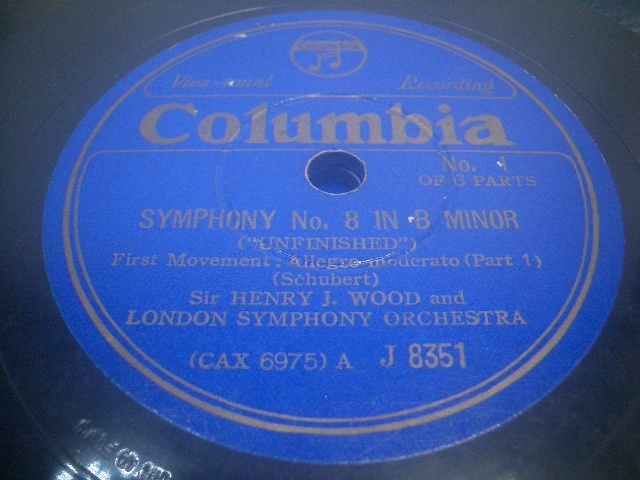 Columbia
Viva-tonal Recording
Columbia
No. 1
OF 6 PARTS
SYMPHONY No. 8 IN B MINOR
("UNFINISHED")
First Movement: Allegro moderato (Part 1)
(Schubert)
Sir HENRY J. WOOD and
LONDON SYMPHONY ORCHESTRA
(CAX 6975) A J 8351